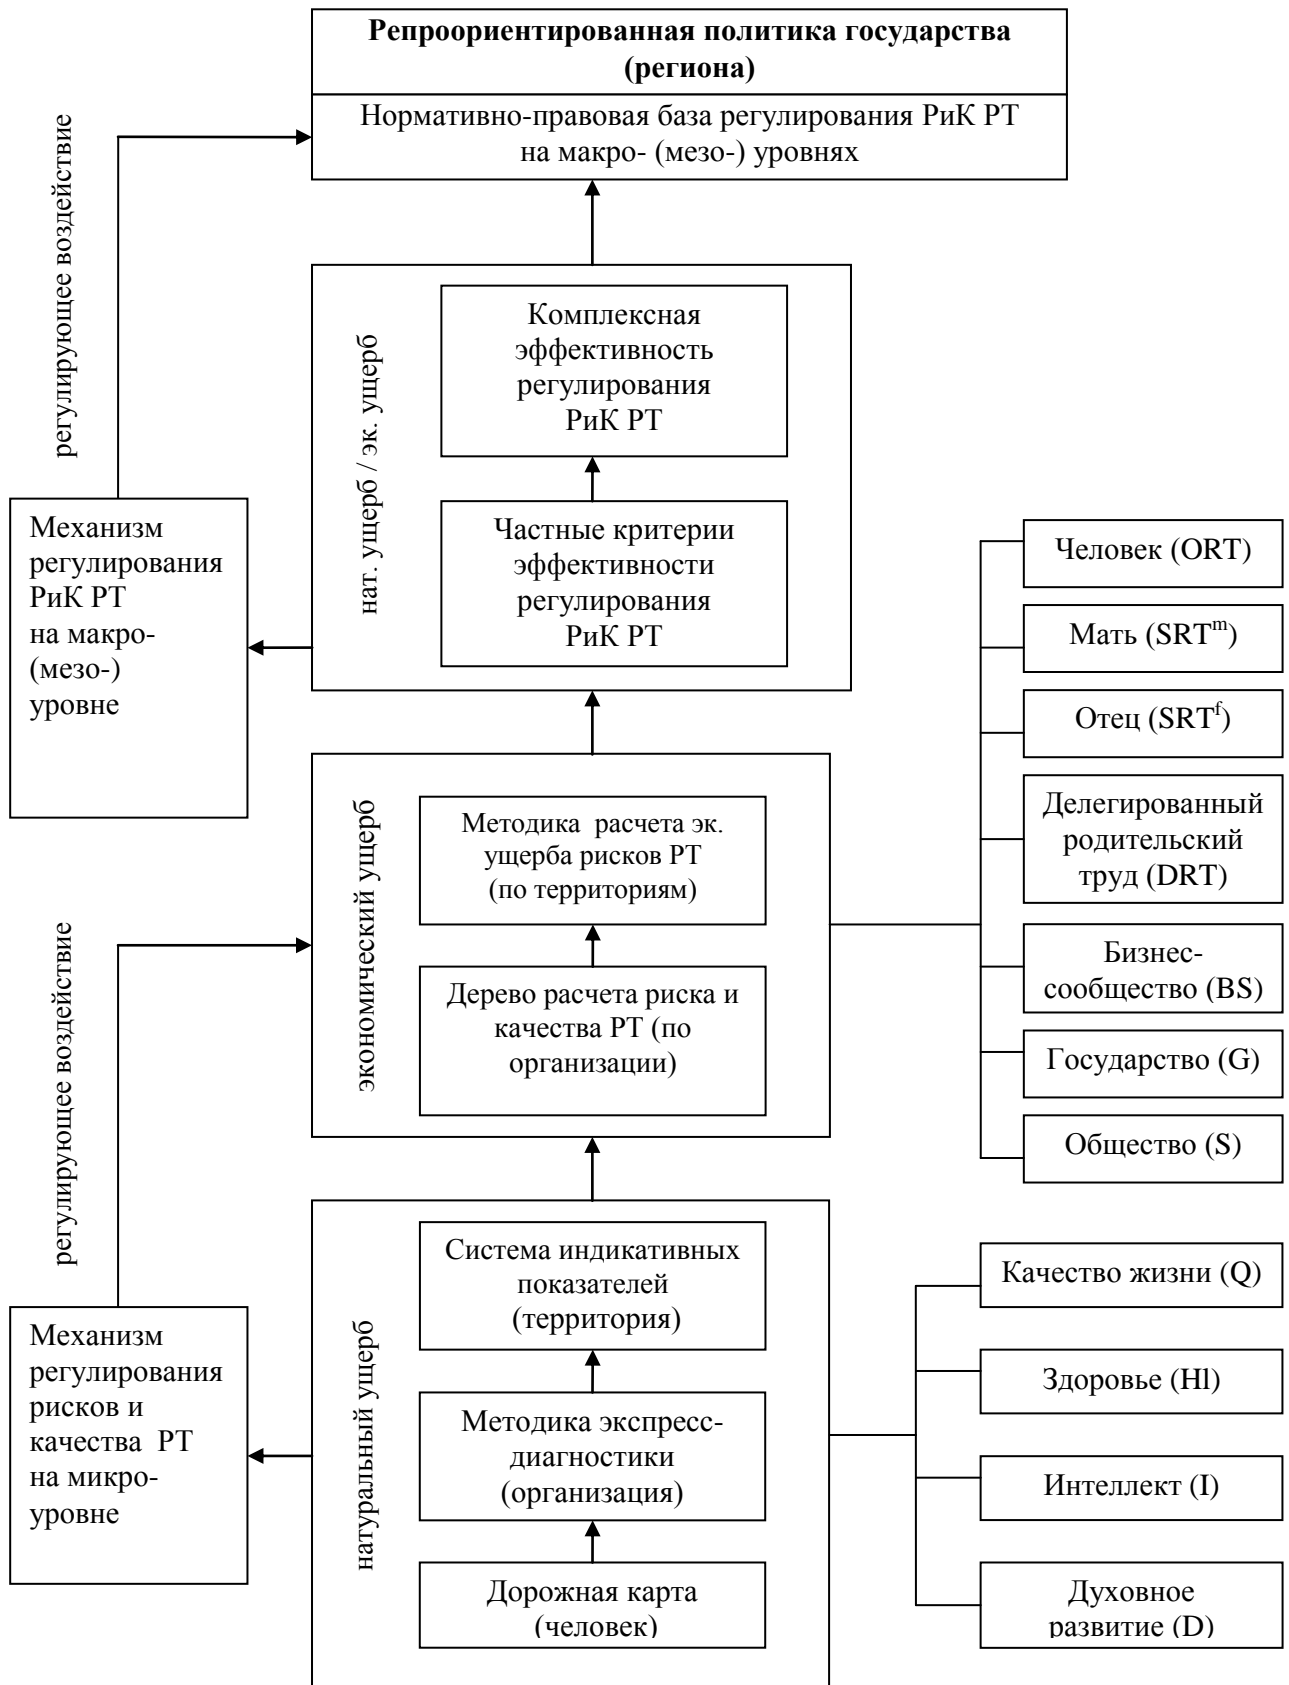 Репроориентированная политика государства
(региона)
Нормативно-правовая база регулирования РиК РТ
на макро- (мезо-) уровнях
регулирующее воздействие
нат. ущерб / эк. ущерб
Комплексная
эффективность
регулирования
РиК РТ
Частные критерии
эффективности
регулирования
РиК РТ
Механизм
регулирования
РиК РТ
на макро-
(мезо-)
уровне
Человек (ORT)
Мать (SRTᵐ)
Отец (SRTᶠ)
Делегированный
родительский
труд (DRT)
Бизнес-
сообщество (BS)
Государство (G)
Общество (S)
экономический ущерб
Методика расчета эк.
ущерба рисков РТ
(по территориям)
Дерево расчета риска и
качества РТ (по
организации)
регулирующее воздействие
Механизм
регулирования
рисков и
качества РТ
на микро-
уровне
натуральный ущерб
Система индикативных
показателей
(территория)
Методика экспресс-
диагностики
(организация)
Дорожная карта
(человек)
Качество жизни (Q)
Здоровье (Hl)
Интеллект (I)
Духовное
развитие (D)